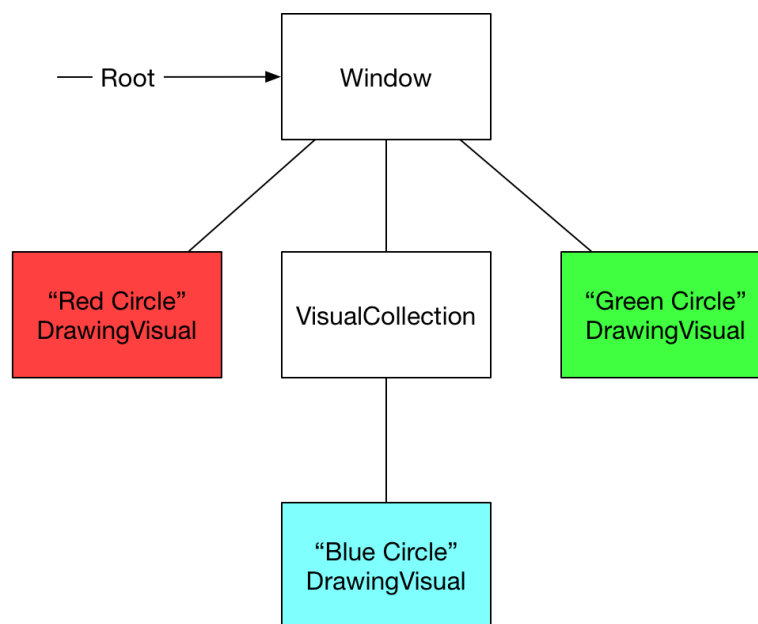 Root
Window
“Red Circle”
DrawingVisual
VisualCollection
“Green Circle”
DrawingVisual
“Blue Circle”
DrawingVisual